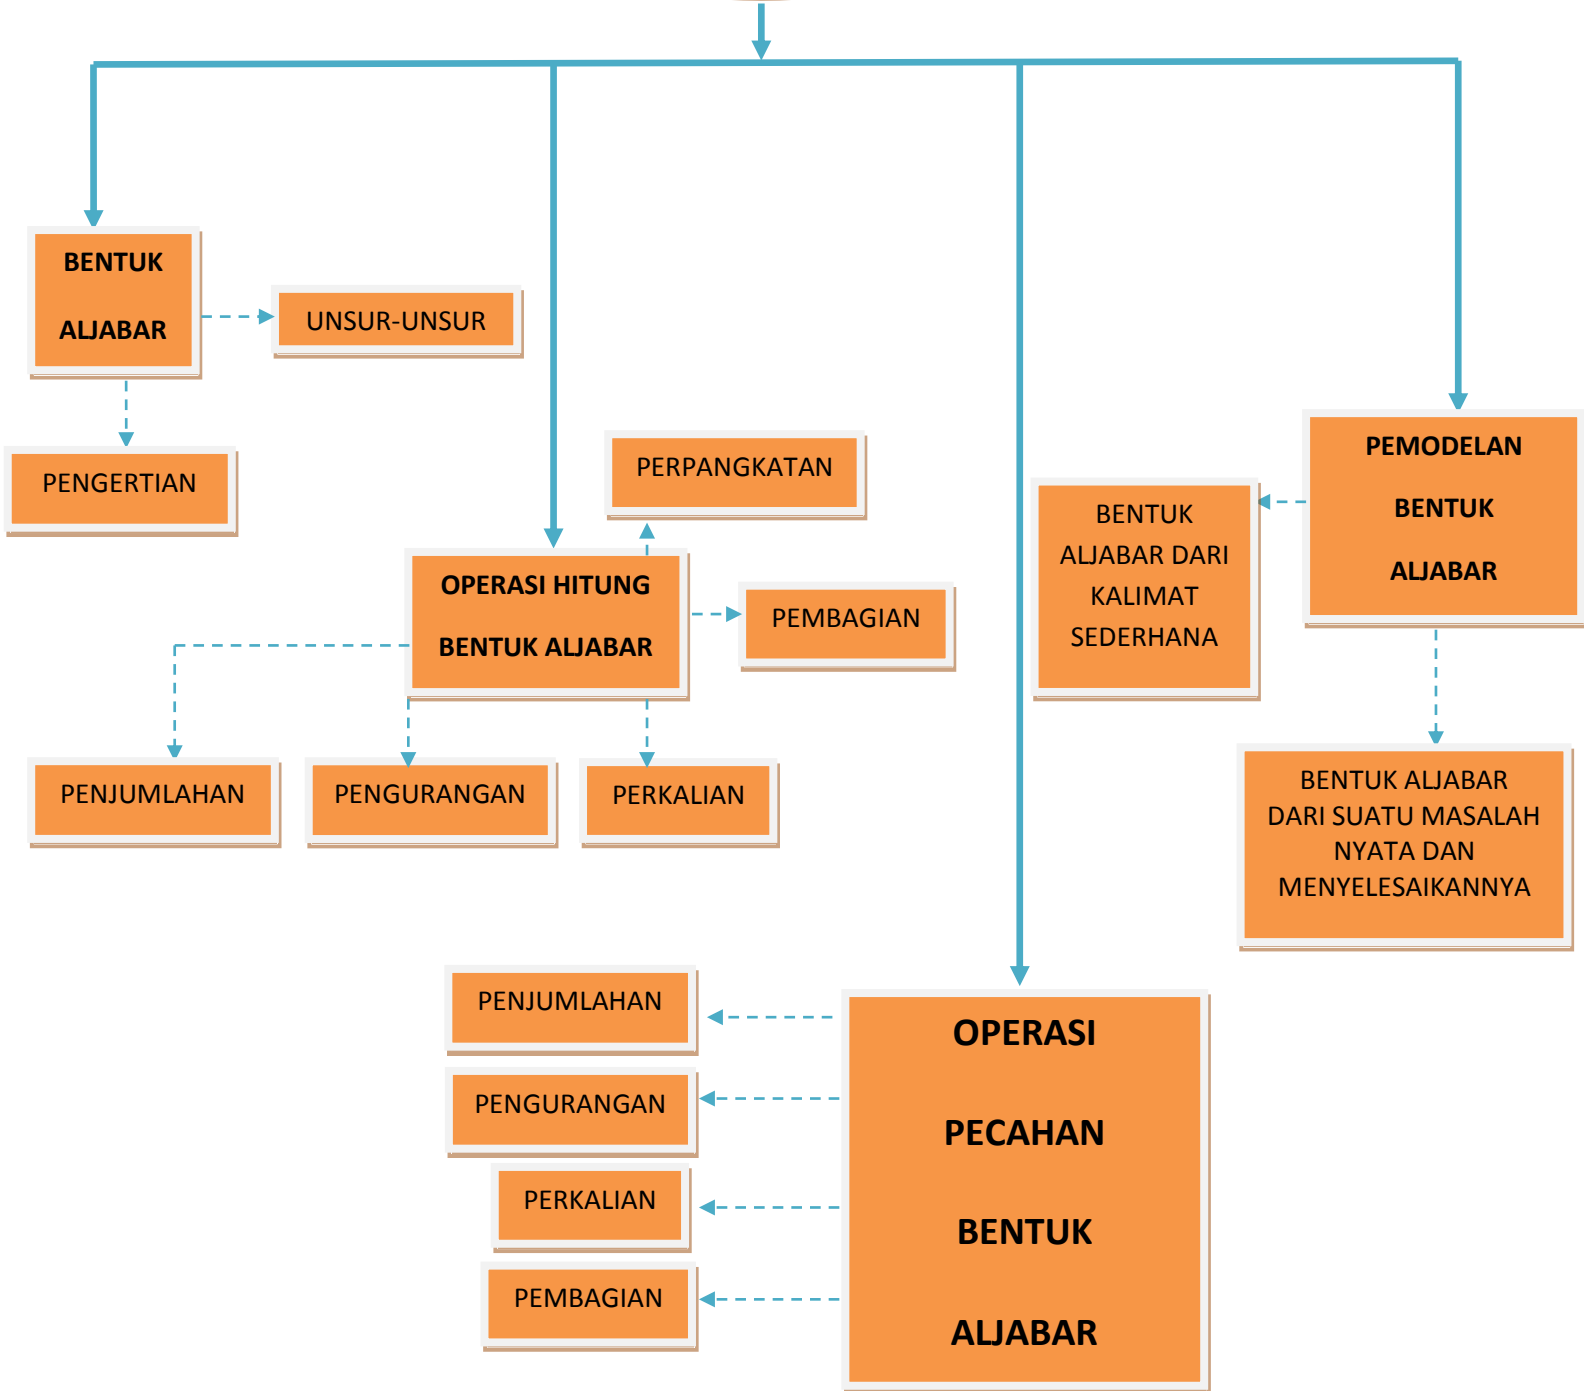 BENTUK
ALJABAR
UNSUR-UNSUR
PENGERTIAN
PERPANGKATAN
OPERASI HITUNG
BENTUK ALJABAR
PEMBAGIAN
PENJUMLAHAN
PENGURANGAN
PERKALIAN
PEMODELAN
BENTUK
ALJABAR
BENTUK
ALJABAR DARI
KALIMAT
SEDERHANA
BENTUK ALJABAR
DARI SUATU MASALAH
NYATA DAN
MENYELESAIKANNYA
OPERASI
PECAHAN
BENTUK
ALJABAR
PENJUMLAHAN
PENGURANGAN
PERKALIAN
PEMBAGIAN